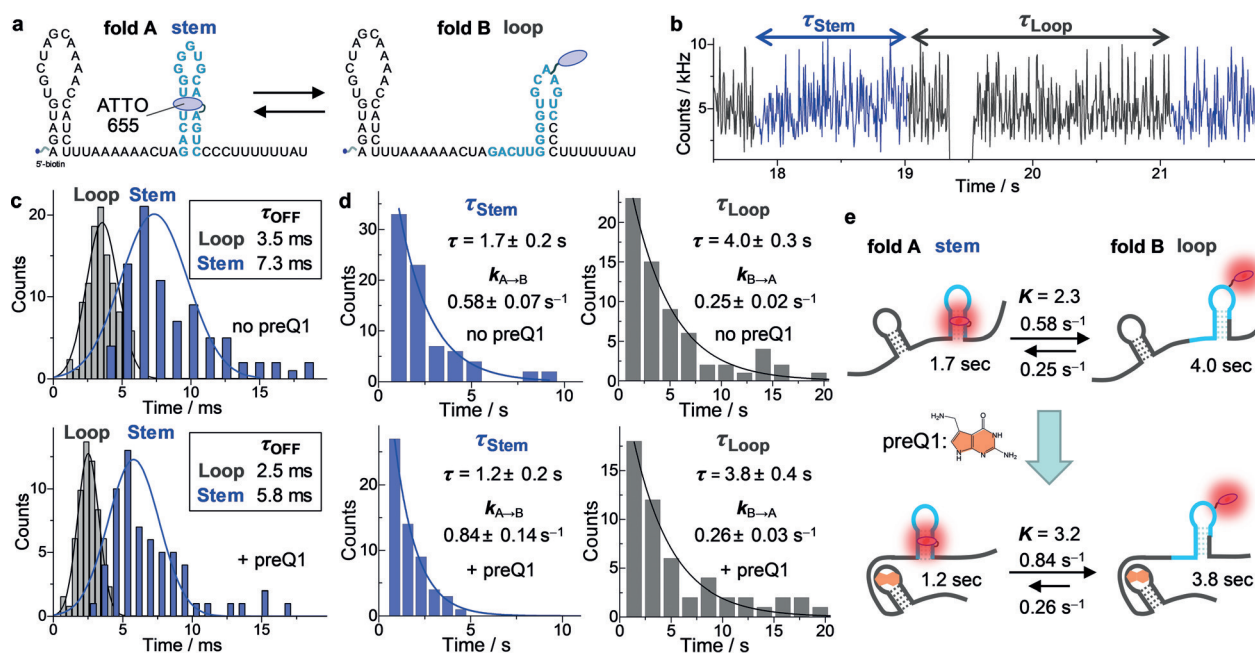 a
fold A stem
fold B loop
ATTO
655
5'-biotin
UUUAAAAAACUA
CCCUUUUUUAU
UUUAAAAAACUAGACUUG
CUUUUUUAU
b
τStem
τLoop
Counts / kHz
10
5
18
19
20
21
Time / s
c
Loop Stem
τOFF
Loop 3.5 ms
Stem 7.3 ms
no preQ1
Counts
20
10
0
0
5
10
15
Time / ms
Loop Stem
τOFF
Loop 2.5 ms
Stem 5.8 ms
+ preQ1
Counts
10
5
0
0
5
10
15
Time / ms
d
τStem
τ = 1.7± 0.2 s
kA→B
0.58± 0.07 s⁻¹
no preQ1
Counts
30
20
10
0
0
5
10
Time / s
τLoop
τ = 4.0± 0.3 s
kB→A
0.25± 0.02 s⁻¹
no preQ1
Counts
20
10
0
0
5
10
15
20
Time / s
τStem
τ = 1.2± 0.2 s
kA→B
0.84± 0.14 s⁻¹
+ preQ1
Counts
20
10
0
0
5
10
Time / s
τLoop
τ = 3.8± 0.4 s
kB→A
0.26± 0.03 s⁻¹
+ preQ1
Counts
15
10
5
0
0
5
10
15
20
Time / s
e
fold A stem
fold B loop
K = 2.3
0.58 s⁻¹
0.25 s⁻¹
1.7 sec
4.0 sec
preQ1:
H₂N
O
NH
N
H
N
NH₂
K = 3.2
0.84 s⁻¹
0.26 s⁻¹
1.2 sec
3.8 sec